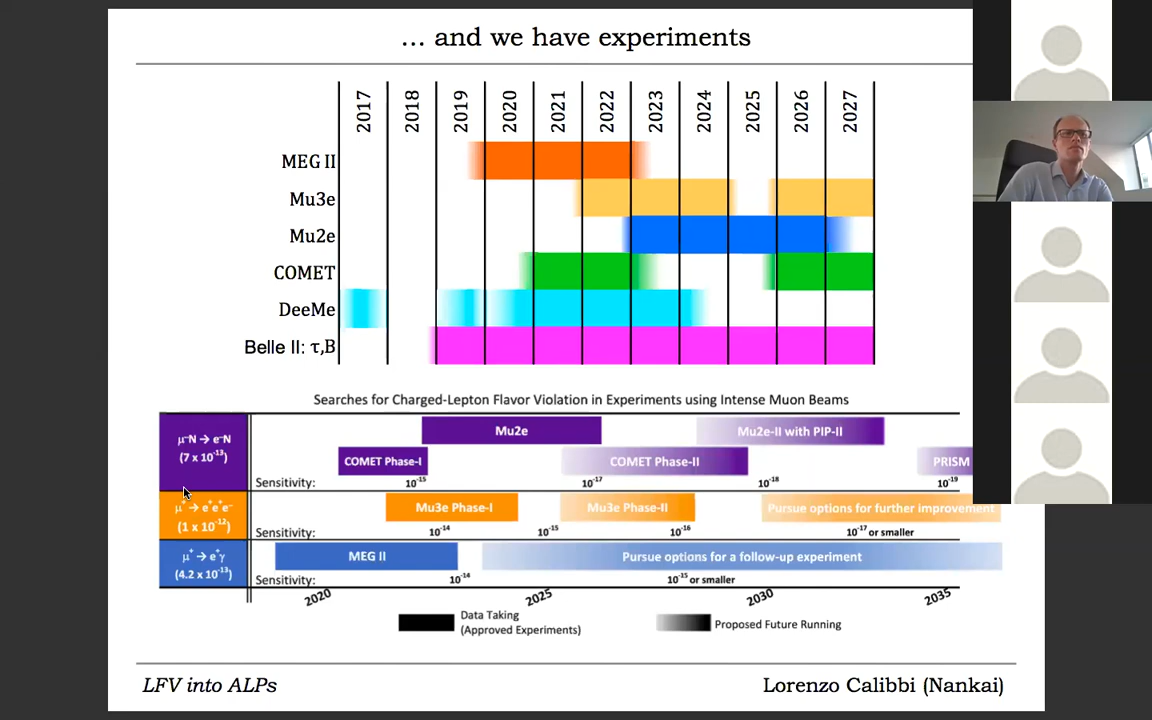 … and we have experiments
2017 2018 2019 2020 2021 2022 2023 2024 2025 2026 2027
MEG II
Mu3e
Mu2e
COMET
DeeMe
Belle II: τ,B
Searches for Charged-Lepton Flavor Violation in Experiments using Intense Muon Beams
μ⁻N → e⁻N
(7 x 10⁻¹³)
Mu2e
Mu2e-II with PIP-II
COMET Phase-I
COMET Phase-II
PRISM
Sensitivity: 10⁻¹⁵ 10⁻¹⁷ 10⁻¹⁸ 10⁻¹⁹
μ⁺ → e⁺e⁺e⁻
(1 x 10⁻¹²)
Mu3e Phase-I
Mu3e Phase-II
Pursue options for further improvement
Sensitivity: 10⁻¹⁴ 10⁻¹⁵ 10⁻¹⁶ 10⁻¹⁷ or smaller
μ⁺ → e⁺γ
(4.2 x 10⁻¹³)
MEG II
Pursue options for a follow-up experiment
Sensitivity: 10⁻¹⁴ 10⁻¹⁵ or smaller
2020 2025 2030 2035
Data Taking
(Approved Experiments)
Proposed Future Running
LFV into ALPs
Lorenzo Calibbi (Nankai)